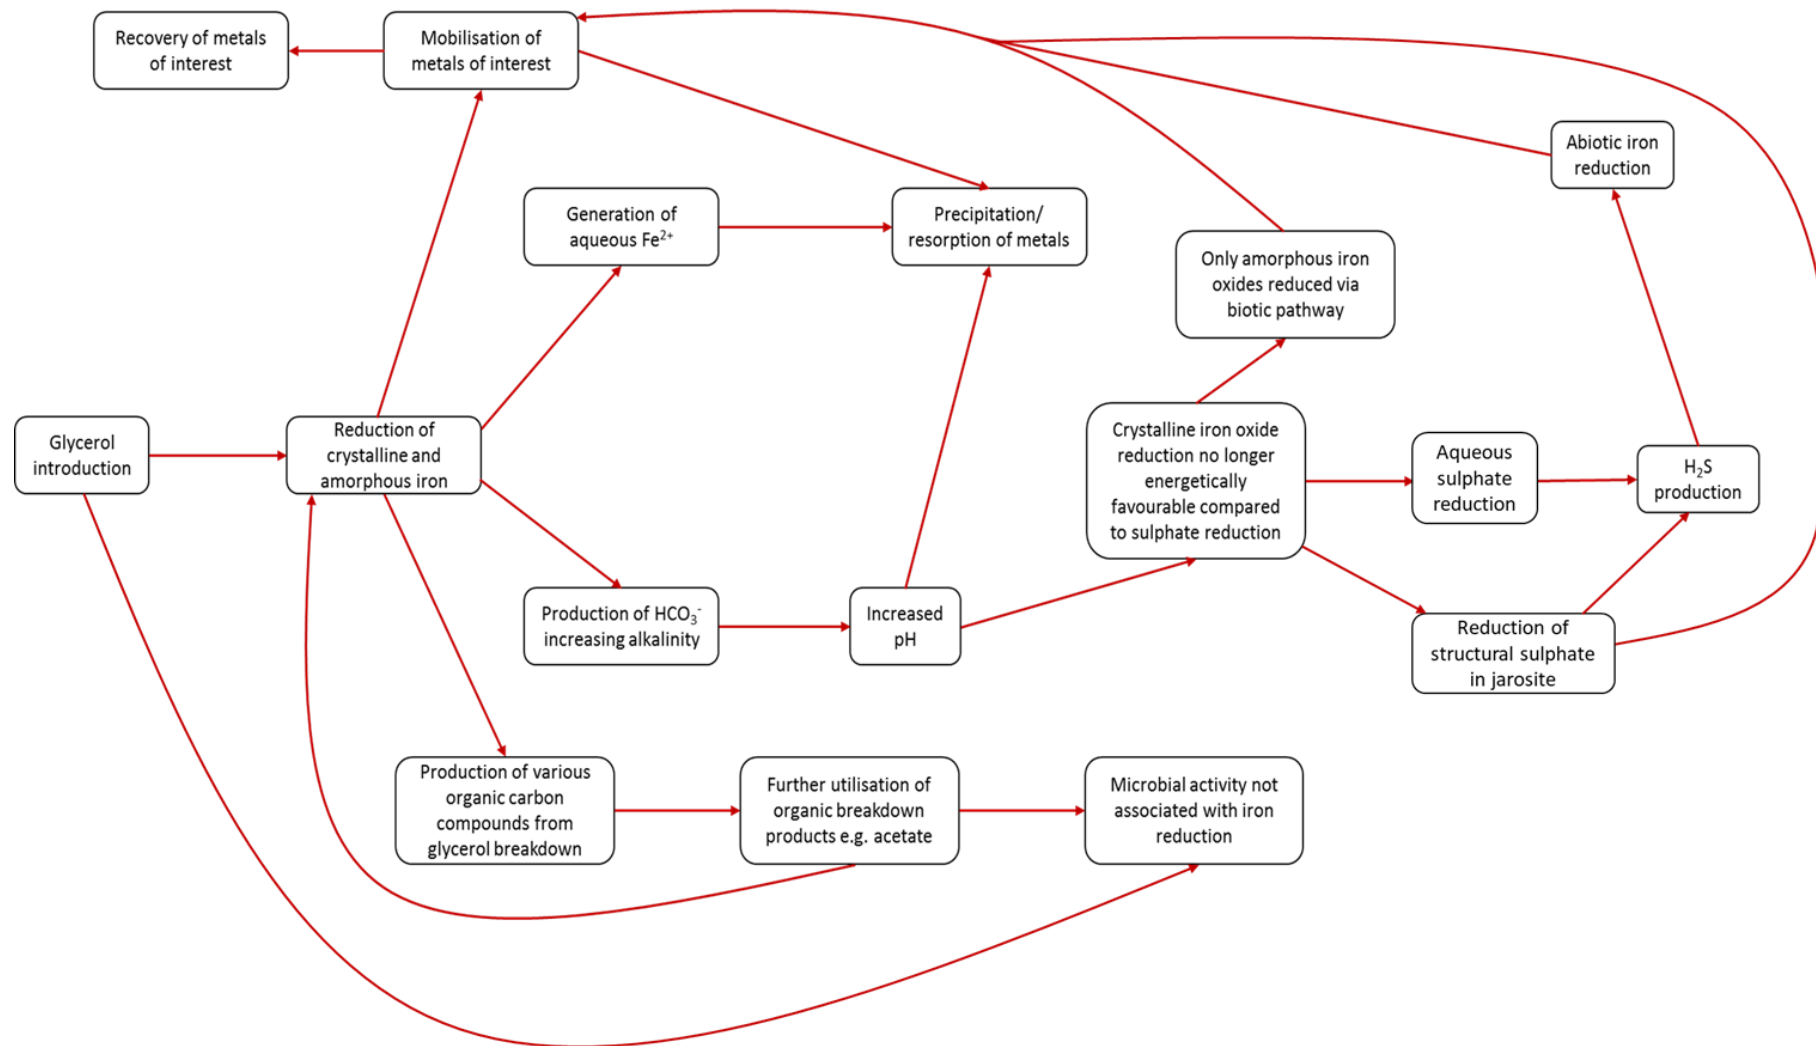 Recovery of metals
of interest
Mobilisation of
metals of interest
Abiotic iron
reduction
Generation of
aqueous Fe²⁺
Precipitation/
resorption of metals
Only amorphous iron
oxides reduced via
biotic pathway
Glycerol
introduction
Reduction of
crystalline and
amorphous iron
Crystalline iron oxide
reduction no longer
energetically
favourable compared
to sulphate reduction
Aqueous
sulphate
reduction
H₂S
production
Production of HCO₃⁻
increasing alkalinity
Increased
pH
Reduction of
structural sulphate
in jarosite
Production of various
organic carbon
compounds from
glycerol breakdown
Further utilisation of
organic breakdown
products e.g. acetate
Microbial activity not
associated with iron
reduction